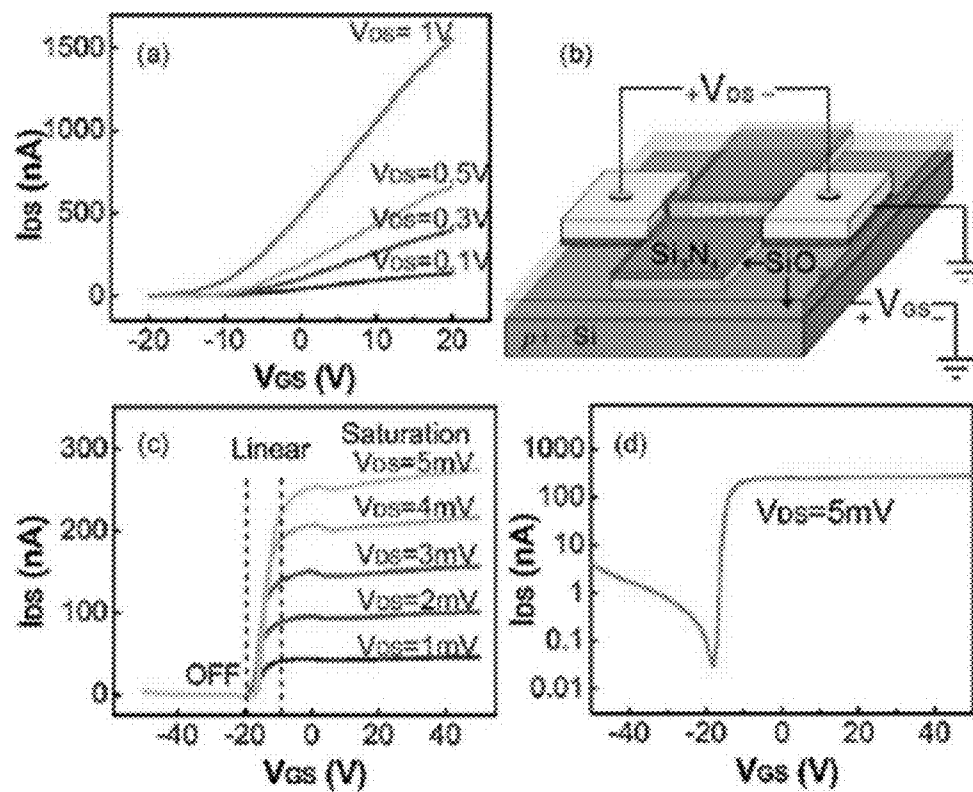 (a)
VDS= 1V
VDS=0.5V
VDS=0.3V
VDS=0.1V
1500
1000
500
0
IDS (nA)
-20
-10
0
10
20
VGS (V)
(b)
+VDS-
SiO
Si
+VGS-
(c)
Linear
Saturation
VDS=5mV
VDS=4mV
VDS=3mV
VDS=2mV
VDS=1mV
OFF
300
200
100
0
IDS (nA)
-40
-20
0
20
40
VGS (V)
(d)
VDS=5mV
1000
100
10
1
0.1
0.01
IDS (nA)
-40
-20
0
20
40
VGS (V)